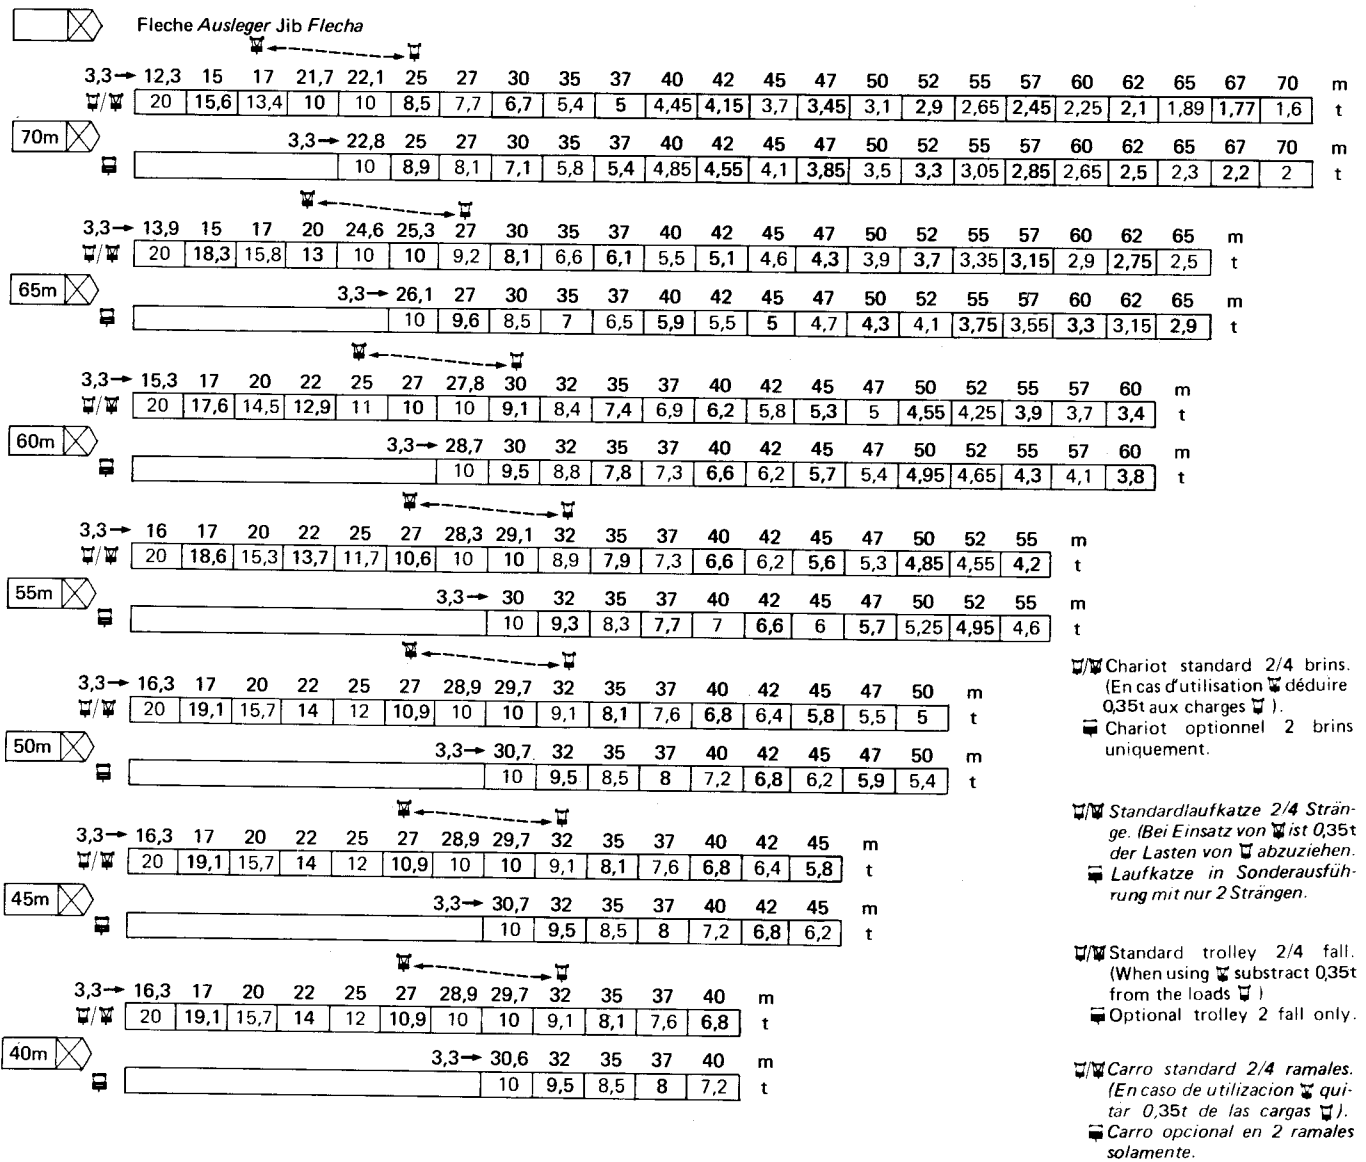 Fleche Ausleger Jib Flecha
3,3→ 12,3 15 17 21,7 22,1 25 27 30 35 37 40 42 45 47 50 52 55 57 60 62 65 67 70 m
20 15,6 13,4 10 10 8,5 7,7 6,7 5,4 5 4,45 4,15 3,7 3,45 3,1 2,9 2,65 2,45 2,25 2,1 1,89 1,77 1,6 t
70m
3,3→ 22,8 25 27 30 35 37 40 42 45 47 50 52 55 57 60 62 65 67 70 m
10 8,9 8,1 7,1 5,8 5,4 4,85 4,55 4,1 3,85 3,5 3,3 3,05 2,85 2,65 2,5 2,3 2,2 2 t
3,3→ 13,9 15 17 20 24,6 25,3 27 30 35 37 40 42 45 47 50 52 55 57 60 62 65 m
20 18,3 15,8 13 10 10 9,2 8,1 6,6 6,1 5,5 5,1 4,6 4,3 3,9 3,7 3,35 3,15 2,9 2,75 2,5 t
65m
3,3→ 26,1 27 30 35 37 40 42 45 47 50 52 55 57 60 62 65 m
10 9,6 8,5 7 6,5 5,9 5,5 5 4,7 4,3 4,1 3,75 3,55 3,3 3,15 2,9 t
3,3→ 15,3 17 20 22 25 27 27,8 30 32 35 37 40 42 45 47 50 52 55 57 60 m
20 17,6 14,5 12,9 11 10 10 9,1 8,4 7,4 6,9 6,2 5,8 5,3 5 4,55 4,25 3,9 3,7 3,4 t
60m
3,3→ 28,7 30 32 35 37 40 42 45 47 50 52 55 57 60 m
10 9,5 8,8 7,8 7,3 6,6 6,2 5,7 5,4 4,95 4,65 4,3 4,1 3,8 t
3,3→ 16 17 20 22 25 27 28,3 29,1 32 35 37 40 42 45 47 50 52 55 m
20 18,6 15,3 13,7 11,7 10,6 10 10 8,9 7,9 7,3 6,6 6,2 5,6 5,3 4,85 4,55 4,2 t
55m
3,3→ 30 32 35 37 40 42 45 47 50 52 55 m
10 9,3 8,3 7,7 7 6,6 6 5,7 5,25 4,95 4,6 t
3,3→ 16,3 17 20 22 25 27 28,9 29,7 32 35 37 40 42 45 47 50 m
20 19,1 15,7 14 12 10,9 10 10 9,1 8,1 7,6 6,8 6,4 5,8 5,5 5 t
50m
3,3→ 30,7 32 35 37 40 42 45 47 50 m
10 9,5 8,5 8 7,2 6,8 6,2 5,9 5,4 t
3,3→ 16,3 17 20 22 25 27 28,9 29,7 32 35 37 40 42 45 m
20 19,1 15,7 14 12 10,9 10 10 9,1 8,1 7,6 6,8 6,4 5,8 t
45m
3,3→ 30,7 32 35 37 40 42 45 m
10 9,5 8,5 8 7,2 6,8 6,2 t
3,3→ 16,3 17 20 22 25 27 28,9 29,7 32 35 37 40 m
20 19,1 15,7 14 12 10,9 10 10 9,1 8,1 7,6 6,8 t
40m
3,3→ 30,6 32 35 37 40 m
10 9,5 8,5 8 7,2 t
Chariot standard 2/4 brins.
(En cas d'utilisation déduire
0,35t aux charges ).
Chariot optionnel 2 brins
uniquement.
Standardlaufkatze 2/4 Strän-
ge. (Bei Einsatz von ist 0,35t
der Lasten von abzuziehen.
Laufkatze in Sonderausfüh-
rung mit nur 2 Strängen.
Standard trolley 2/4 fall.
(When using substract 0,35t
from the loads )
Optional trolley 2 fall only.
Carro standard 2/4 ramales.
(En caso de utilizacion qui-
tar 0,35t de las cargas ).
Carro opcional en 2 ramales
solamente.